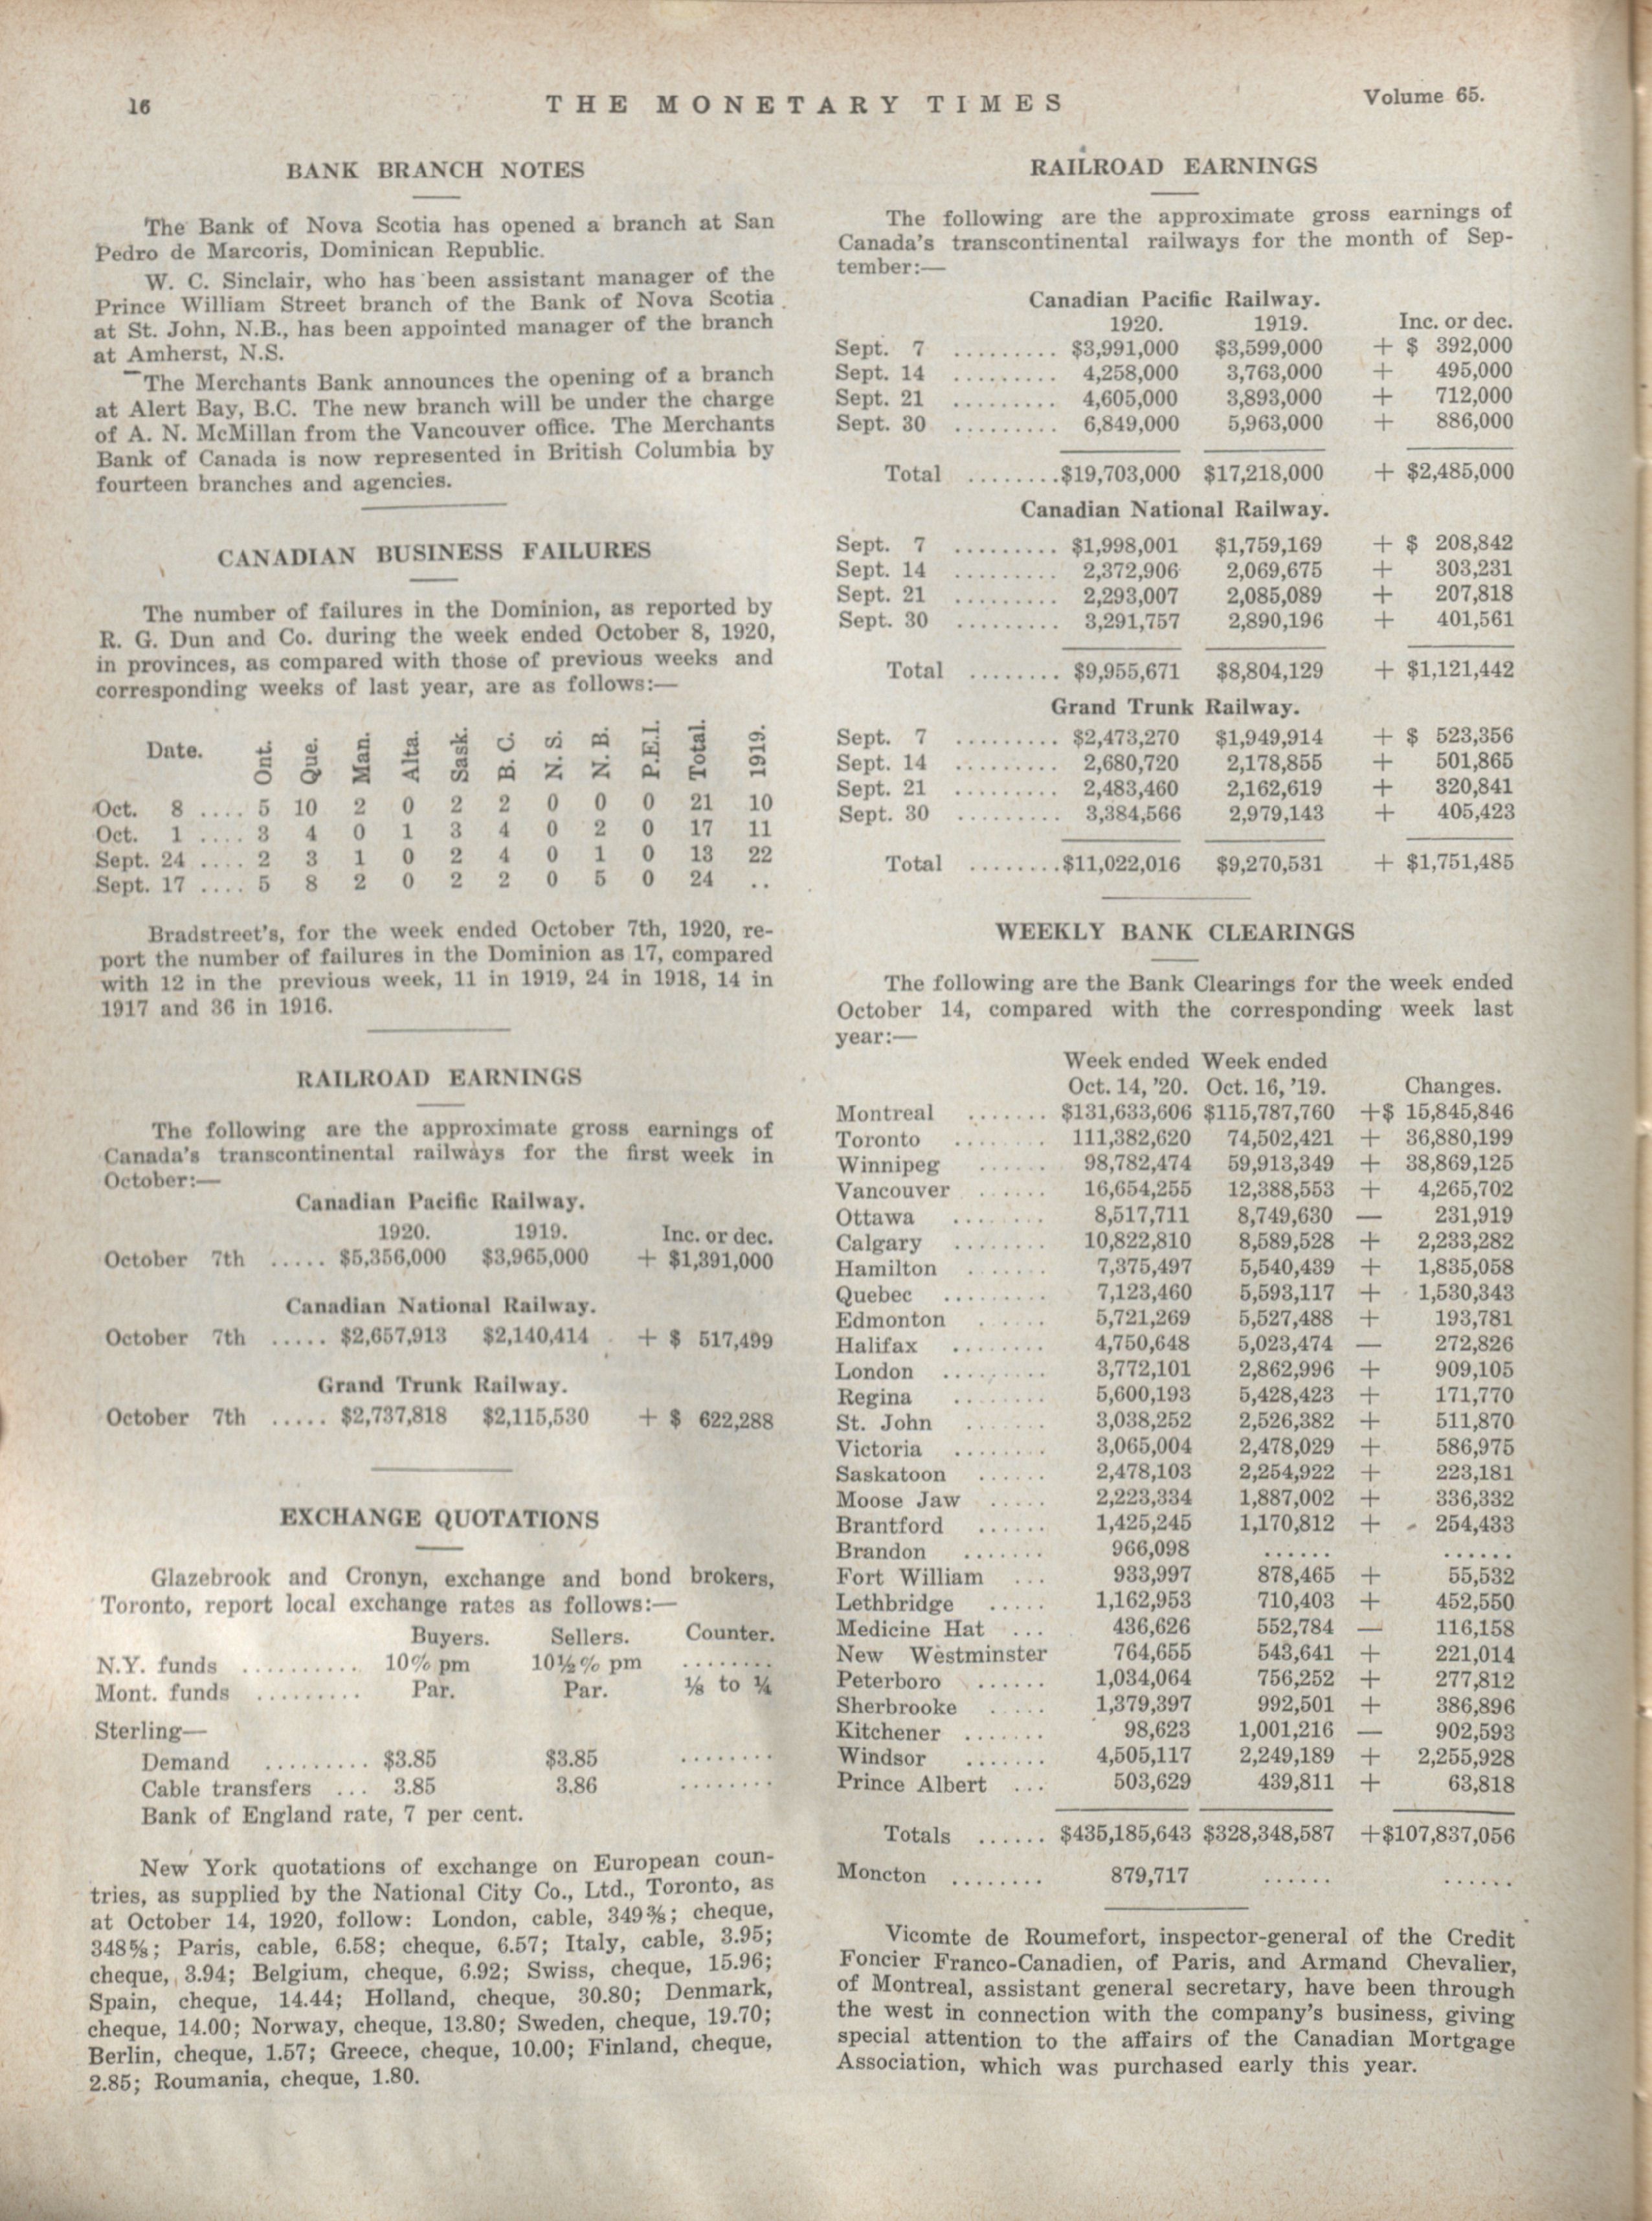 16
THE MONETARY TIMES
Volume 65.
BANK BRANCH NOTES
The Bank of Nova Scotia has opened a branch at San
Pedro de Marcoris, Dominican Republic.
W. C. Sinclair, who has been assistant manager of the
Prince William Street branch of the Bank of Nova Scotia
at St. John, N.B., has been appointed manager of the branch
at Amherst, N.S.
The Merchants Bank announces the opening of a branch
at Alert Bay, B.C. The new branch will be under the charge
of A. N. McMillan from the Vancouver office. The Merchants
Bank of Canada is now represented in British Columbia by
fourteen branches and agencies.
CANADIAN BUSINESS FAILURES
The number of failures in the Dominion, as reported by
R. G. Dun and Co. during the week ended October 8, 1920,
in provinces, as compared with those of previous weeks and
corresponding weeks of last year, are as follows:—
Date. Ont. Que. Man. Alta. Sask. B. C. N. S. N. B. P.E.I. Total. 1919.
Oct. 8 .... 5 10 2 0 2 2 0 0 0 21 10
Oct. 1 .... 3 4 0 1 3 4 0 2 0 17 11
Sept. 24 .... 2 3 1 0 2 4 0 1 0 13 22
Sept. 17 .... 5 8 2 0 2 2 0 5 0 24 ..
Bradstreet's, for the week ended October 7th, 1920, re-
port the number of failures in the Dominion as 17, compared
with 12 in the previous week, 11 in 1919, 24 in 1918, 14 in
1917 and 36 in 1916.
RAILROAD EARNINGS
The following are the approximate gross earnings of
Canada's transcontinental railways for the first week in
October:—
Canadian Pacific Railway.
1920. 1919. Inc. or dec.
October 7th ..... $5,356,000 $3,965,000 + $1,391,000
Canadian National Railway.
October 7th ..... $2,657,913 $2,140,414 + $ 517,499
Grand Trunk Railway.
October 7th ..... $2,737,818 $2,115,530 + $ 622,288
EXCHANGE QUOTATIONS
Glazebrook and Cronyn, exchange and bond brokers,
Toronto, report local exchange rates as follows:—
Buyers. Sellers. Counter.
N.Y. funds .......... 10% pm 10½% pm ........
Mont. funds ......... Par. Par. ⅛ to ¼
Sterling—
Demand ......... $3.85 $3.85 ........
Cable transfers ... 3.85 3.86 ........
Bank of England rate, 7 per cent.
New York quotations of exchange on European coun-
tries, as supplied by the National City Co., Ltd., Toronto, as
at October 14, 1920, follow: London, cable, 349⅜; cheque,
348⅝; Paris, cable, 6.58; cheque, 6.57; Italy, cable, 3.95;
cheque, 3.94; Belgium, cheque, 6.92; Swiss, cheque, 15.96;
Spain, cheque, 14.44; Holland, cheque, 30.80; Denmark,
cheque, 14.00; Norway, cheque, 13.80; Sweden, cheque, 19.70;
Berlin, cheque, 1.57; Greece, cheque, 10.00; Finland, cheque,
2.85; Roumania, cheque, 1.80.
RAILROAD EARNINGS
The following are the approximate gross earnings of
Canada's transcontinental railways for the month of Sep-
tember:—
Canadian Pacific Railway.
1920. 1919. Inc. or dec.
Sept. 7 ......... $3,991,000 $3,599,000 + $ 392,000
Sept. 14 ......... 4,258,000 3,763,000 + 495,000
Sept. 21 ......... 4,605,000 3,893,000 + 712,000
Sept. 30 ......... 6,849,000 5,963,000 + 886,000
Total ........$19,703,000 $17,218,000 + $2,485,000
Canadian National Railway.
Sept. 7 ......... $1,998,001 $1,759,169 + $ 208,842
Sept. 14 ......... 2,372,906 2,069,675 + 303,231
Sept. 21 ......... 2,293,007 2,085,089 + 207,818
Sept. 30 ......... 3,291,757 2,890,196 + 401,561
Total ........ $9,955,671 $8,804,129 + $1,121,442
Grand Trunk Railway.
Sept. 7 ......... $2,473,270 $1,949,914 + $ 523,356
Sept. 14 ......... 2,680,720 2,178,855 + 501,865
Sept. 21 ......... 2,483,460 2,162,619 + 320,841
Sept. 30 ......... 3,384,566 2,979,143 + 405,423
Total ........$11,022,016 $9,270,531 + $1,751,485
WEEKLY BANK CLEARINGS
The following are the Bank Clearings for the week ended
October 14, compared with the corresponding week last
year:—
Week ended Week ended
Oct. 14, '20. Oct. 16, '19. Changes.
Montreal ....... $131,633,606 $115,787,760 +$ 15,845,846
Toronto ........ 111,382,620 74,502,421 + 36,880,199
Winnipeg ...... 98,782,474 59,913,349 + 38,869,125
Vancouver ...... 16,654,255 12,388,553 + 4,265,702
Ottawa ........ 8,517,711 8,749,630 — 231,919
Calgary ........ 10,822,810 8,589,528 + 2,233,282
Hamilton ....... 7,375,497 5,540,439 + 1,835,058
Quebec ......... 7,123,460 5,593,117 + 1,530,343
Edmonton ..... 5,721,269 5,527,488 + 193,781
Halifax ........ 4,750,648 5,023,474 — 272,826
London ......... 3,772,101 2,862,996 + 909,105
Regina ........ 5,600,193 5,428,423 + 171,770
St. John ....... 3,038,252 2,526,382 + 511,870
Victoria ........ 3,065,004 2,478,029 + 586,975
Saskatoon ...... 2,478,103 2,254,922 + 223,181
Moose Jaw ..... 2,223,334 1,887,002 + 336,332
Brantford ...... 1,425,245 1,170,812 + 254,433
Brandon ....... 966,098 ...... ......
Fort William ... 933,997 878,465 + 55,532
Lethbridge ..... 1,162,953 710,403 + 452,550
Medicine Hat ... 436,626 552,784 — 116,158
New Westminster 764,655 543,641 + 221,014
Peterboro ...... 1,034,064 756,252 + 277,812
Sherbrooke ..... 1,379,397 992,501 + 386,896
Kitchener ....... 98,623 1,001,216 — 902,593
Windsor ....... 4,505,117 2,249,189 + 2,255,928
Prince Albert ... 503,629 439,811 + 63,818
Totals ...... $435,185,643 $328,348,587 +$107,837,056
Moncton ........ 879,717 ...... ......
Vicomte de Roumefort, inspector-general of the Credit
Foncier Franco-Canadien, of Paris, and Armand Chevalier,
of Montreal, assistant general secretary, have been through
the west in connection with the company's business, giving
special attention to the affairs of the Canadian Mortgage
Association, which was purchased early this year.